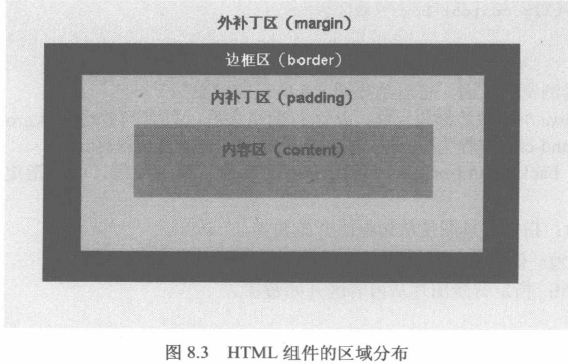 外补丁区（margin）
边框区（border）
内补丁区（padding）
内容区（content）
图 8.3 HTML 组件的区域分布